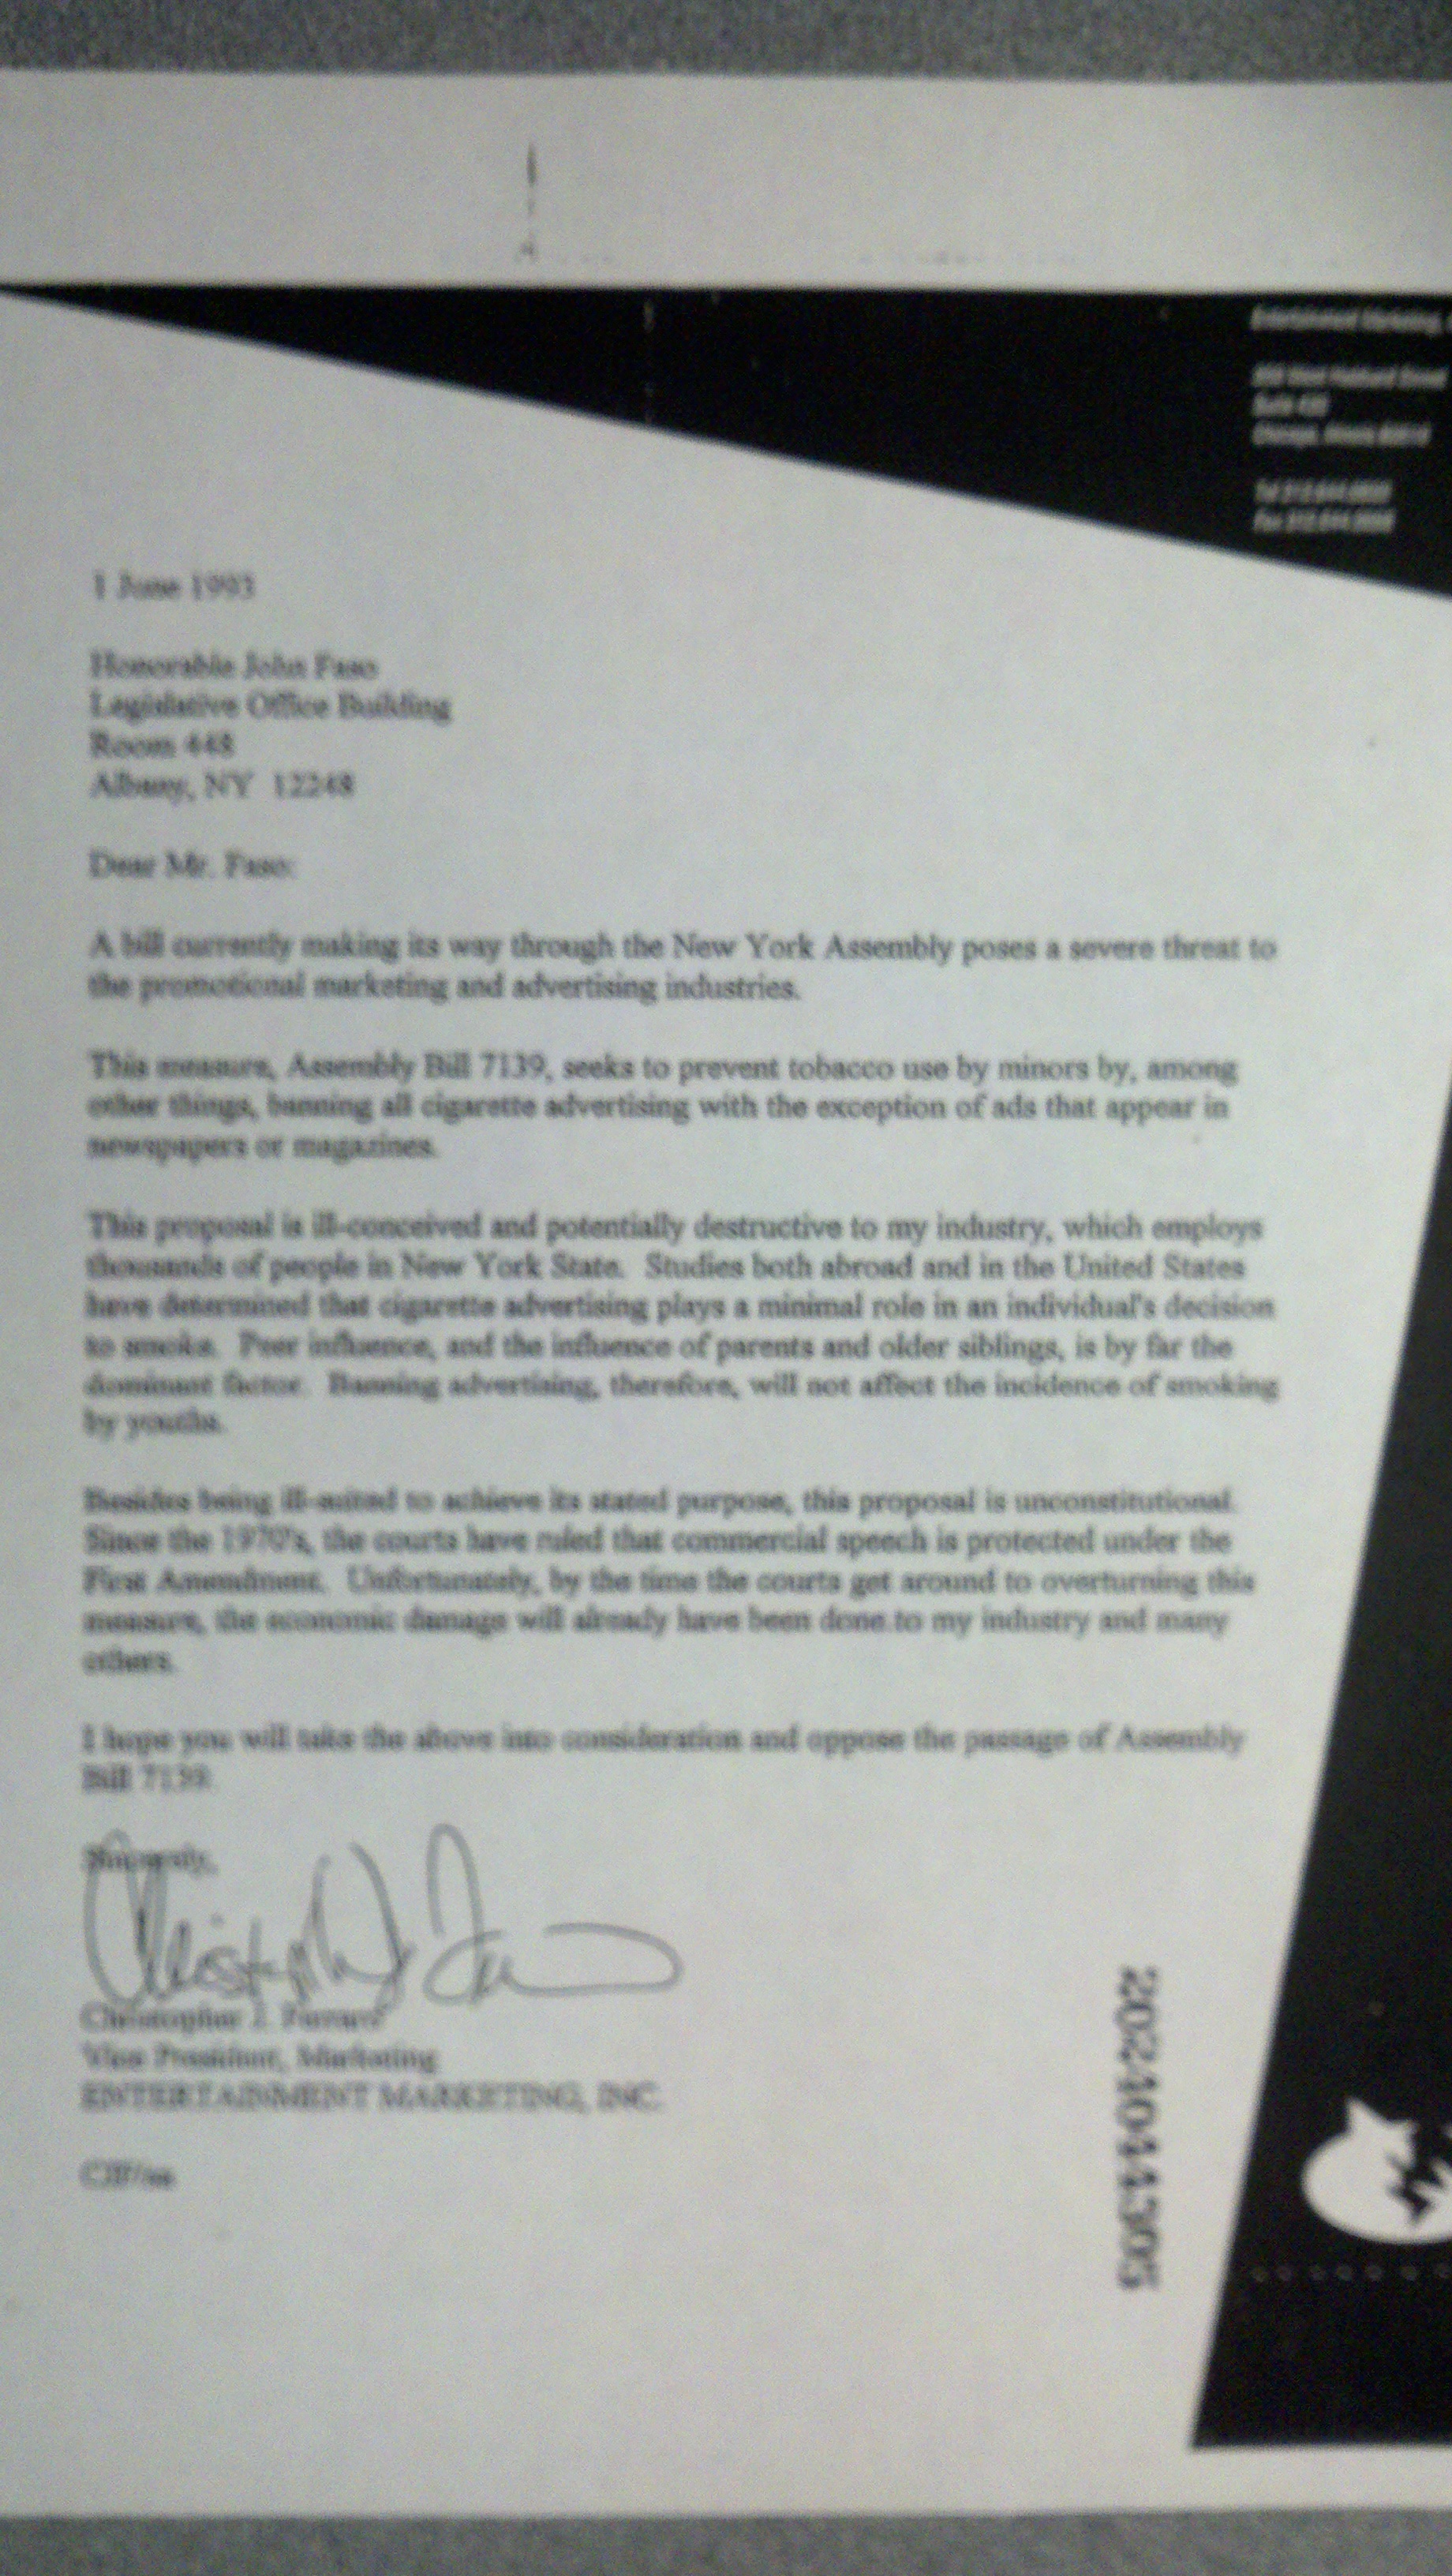 Entertainment Marketing,
Suite 420
Chicago, Illinois
1 June 1993
Honorable John Faso
Legislative Office Building
Room 448
Albany, NY 12248
Dear Mr. Faso:
A bill currently making its way through the New York Assembly poses a severe threat to
the promotional marketing and advertising industries.
This measure, Assembly Bill 7139, seeks to prevent tobacco use by minors by, among
other things, banning all cigarette advertising with the exception of ads that appear in
newspapers or magazines.
This proposal is ill-conceived and potentially destructive to my industry, which employs
thousands of people in New York State. Studies both abroad and in the United States
have determined that cigarette advertising plays a minimal role in an individual's decision
to smoke. Peer influence, and the influence of parents and older siblings, is by far the
dominant factor. Banning advertising, therefore, will not affect the incidence of smoking
by youths.
Besides being ill-suited to achieve its stated purpose, this proposal is unconstitutional.
Since the 1970's, the courts have ruled that commercial speech is protected under the
First Amendment. Unfortunately, by the time the courts get around to overturning this
measure, the economic damage will already have been done to my industry and many
others.
I hope you will take the above into consideration and oppose the passage of Assembly
Bill 7139.
Sincerely,
Christopher J.
Vice President, Marketing
ENTERTAINMENT MARKETING, INC.
2024044305